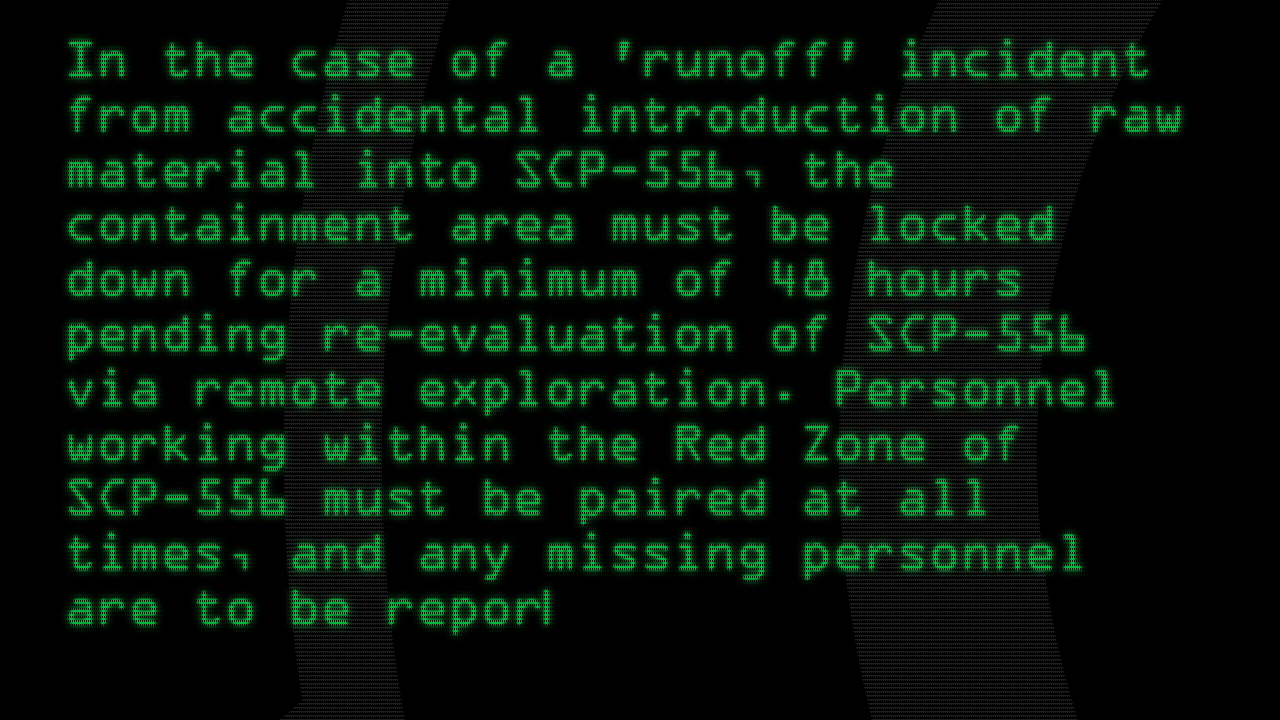 In the case of a 'runoff' incident
from accidental introduction of raw
material into SCP-556, the
containment area must be locked
down for a minimum of 48 hours
pending re-evaluation of SCP-556
via remote exploration. Personnel
working within the Red Zone of
SCP-556 must be paired at all
times, and any missing personnel
are to be repor